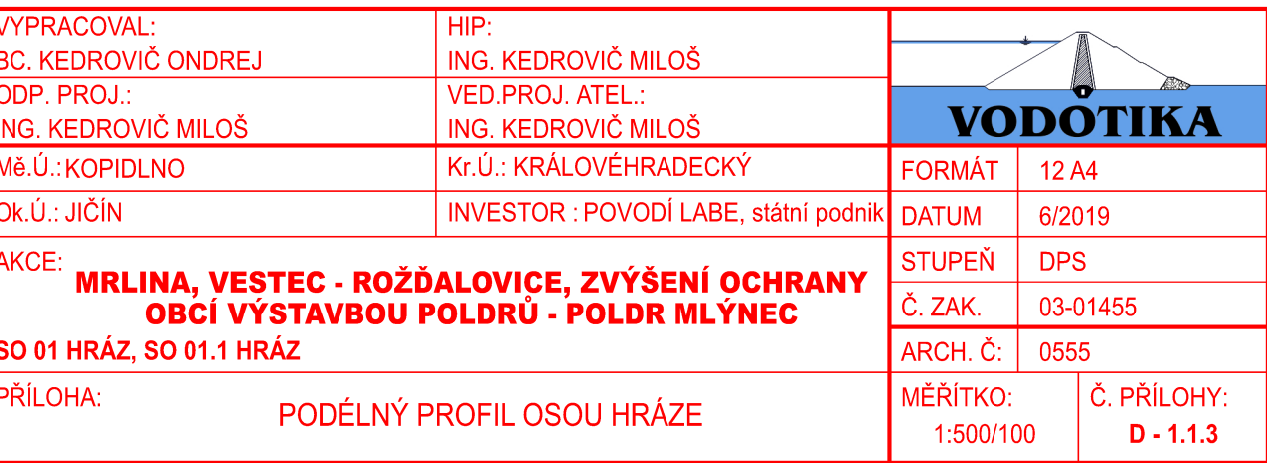 VYPRACOVAL:
BC. KEDROVIČ ONDREJ
HIP:
ING. KEDROVIČ MILOŠ
ODP. PROJ.:
ING. KEDROVIČ MILOŠ
VED.PROJ. ATEL.:
ING. KEDROVIČ MILOŠ
VODOTIKA
Mě.Ú.: KOPIDLNO
Kr.Ú.: KRÁLOVÉHRADECKÝ
FORMÁT 12 A4
Ok.Ú.: JIČÍN
INVESTOR : POVODÍ LABE, státní podnik
DATUM 6/2019
AKCE:
MRLINA, VESTEC - ROŽĎALOVICE, ZVÝŠENÍ OCHRANY
OBCÍ VÝSTAVBOU POLDRŮ - POLDR MLÝNEC
SO 01 HRÁZ, SO 01.1 HRÁZ
STUPEŇ DPS
Č. ZAK. 03-01455
ARCH. Č: 0555
PŘÍLOHA:
PODÉLNÝ PROFIL OSOU HRÁZE
MĚŘÍTKO:
1:500/100
Č. PŘÍLOHY:
D - 1.1.3